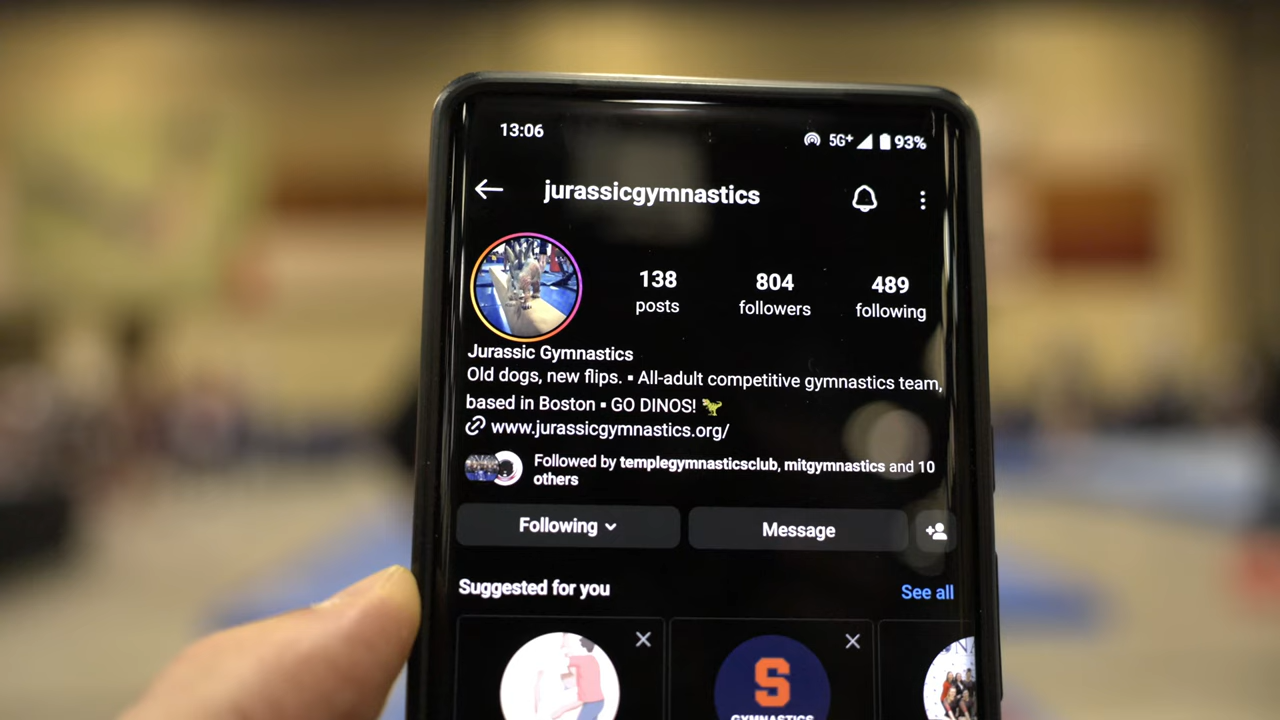 13:06
5G+
93%
jurassicgymnastics
138
804
489
posts
followers
following
Jurassic Gymnastics
Old dogs, new flips. ▪ All-adult competitive gymnastics team,
based in Boston ▪ GO DINOS! 🦖
www.jurassicgymnastics.org/
Followed by templegymnasticsclub, mitgymnastics and 10
others
Following
Message
Suggested for you
See all
S
GYMNASTICS